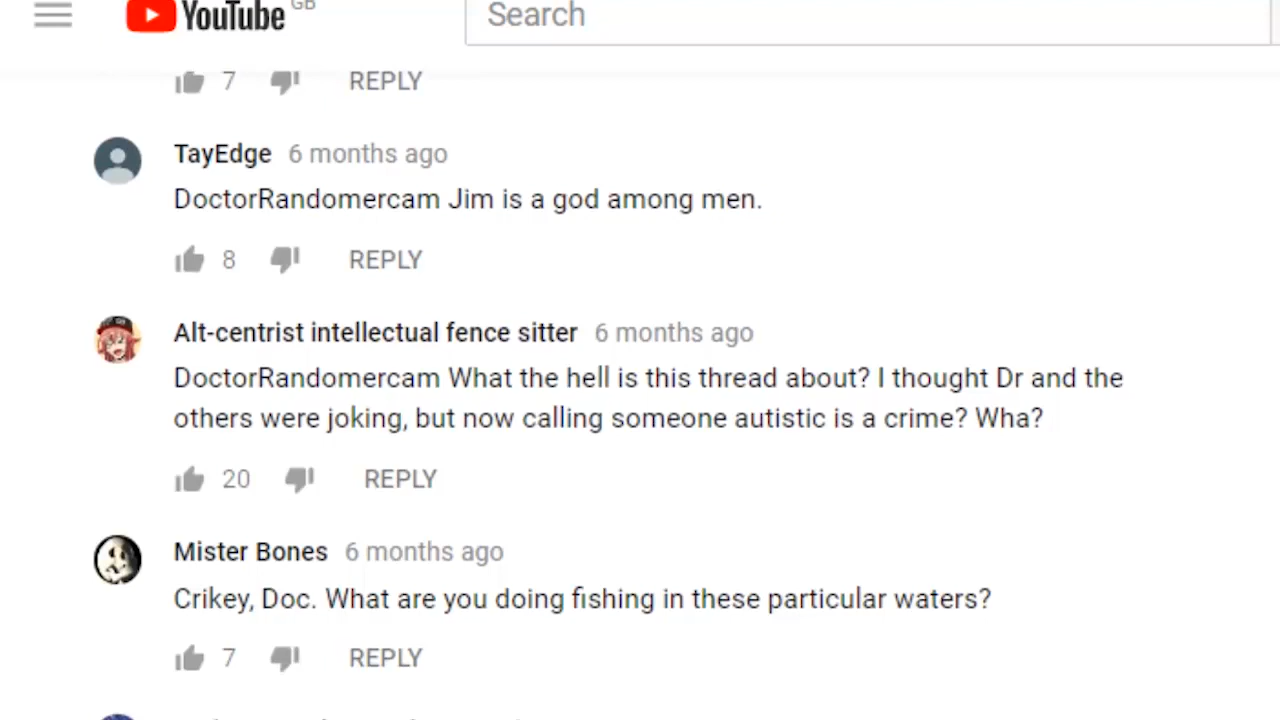 YouTube GB
Search
7 REPLY
TayEdge 6 months ago
DoctorRandomercam Jim is a god among men.
8 REPLY
Alt-centrist intellectual fence sitter 6 months ago
DoctorRandomercam What the hell is this thread about? I thought Dr and the
others were joking, but now calling someone autistic is a crime? Wha?
20 REPLY
Mister Bones 6 months ago
Crikey, Doc. What are you doing fishing in these particular waters?
7 REPLY